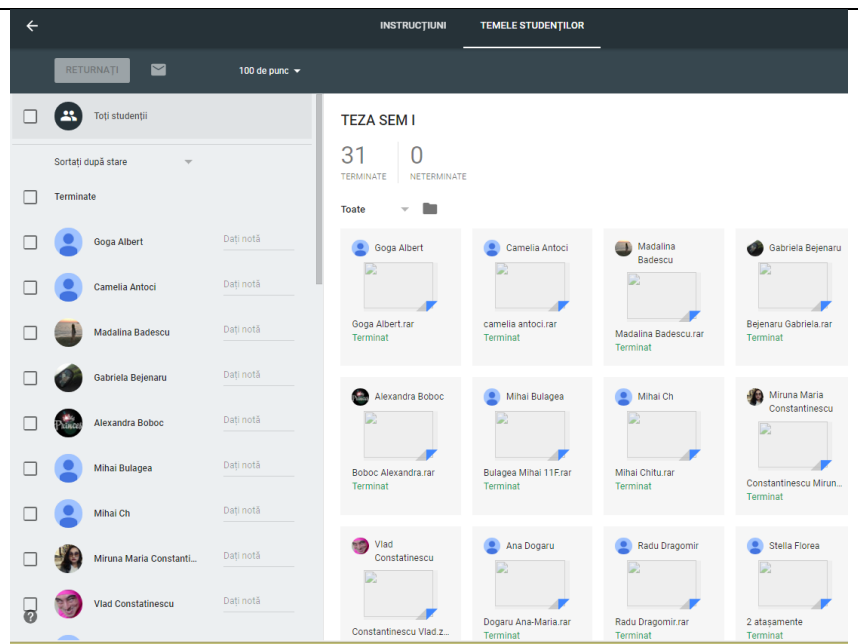 INSTRUCȚIUNI TEMELE STUDENȚILOR
RETURNAȚI 100 de punc
Toți studenții
Sortați după stare
Terminate
Goga Albert Dați notă
Camelia Antoci Dați notă
Madalina Badescu Dați notă
Gabriela Bejenaru Dați notă
Alexandra Boboc Dați notă
Mihai Bulagea Dați notă
Mihai Ch Dați notă
Miruna Maria Constanti... Dați notă
Vlad Constatinescu Dați notă
TEZA SEM I
31 0
TERMINATE NETERMINATE
Toate
Goga Albert
Goga Albert.rar
Terminat
Camelia Antoci
camelia antoci.rar
Terminat
Madalina
Badescu
Madalina Badescu.rar
Terminat
Gabriela Bejenaru
Bejenaru Gabriela.rar
Terminat
Alexandra Boboc
Boboc Alexandra.rar
Terminat
Mihai Bulagea
Bulagea Mihai 11F.rar
Terminat
Mihai Ch
Mihai Chitu.rar
Terminat
Miruna Maria
Constantinescu
Constantinescu Mirun...
Terminat
Vlad
Constatinescu
Constantinescu Vlad.z...
Ana Dogaru
Dogaru Ana-Maria.rar
Terminat
Radu Dragomir
Radu Dragomir.rar
Terminat
Stella Florea
2 atașamente
Terminat